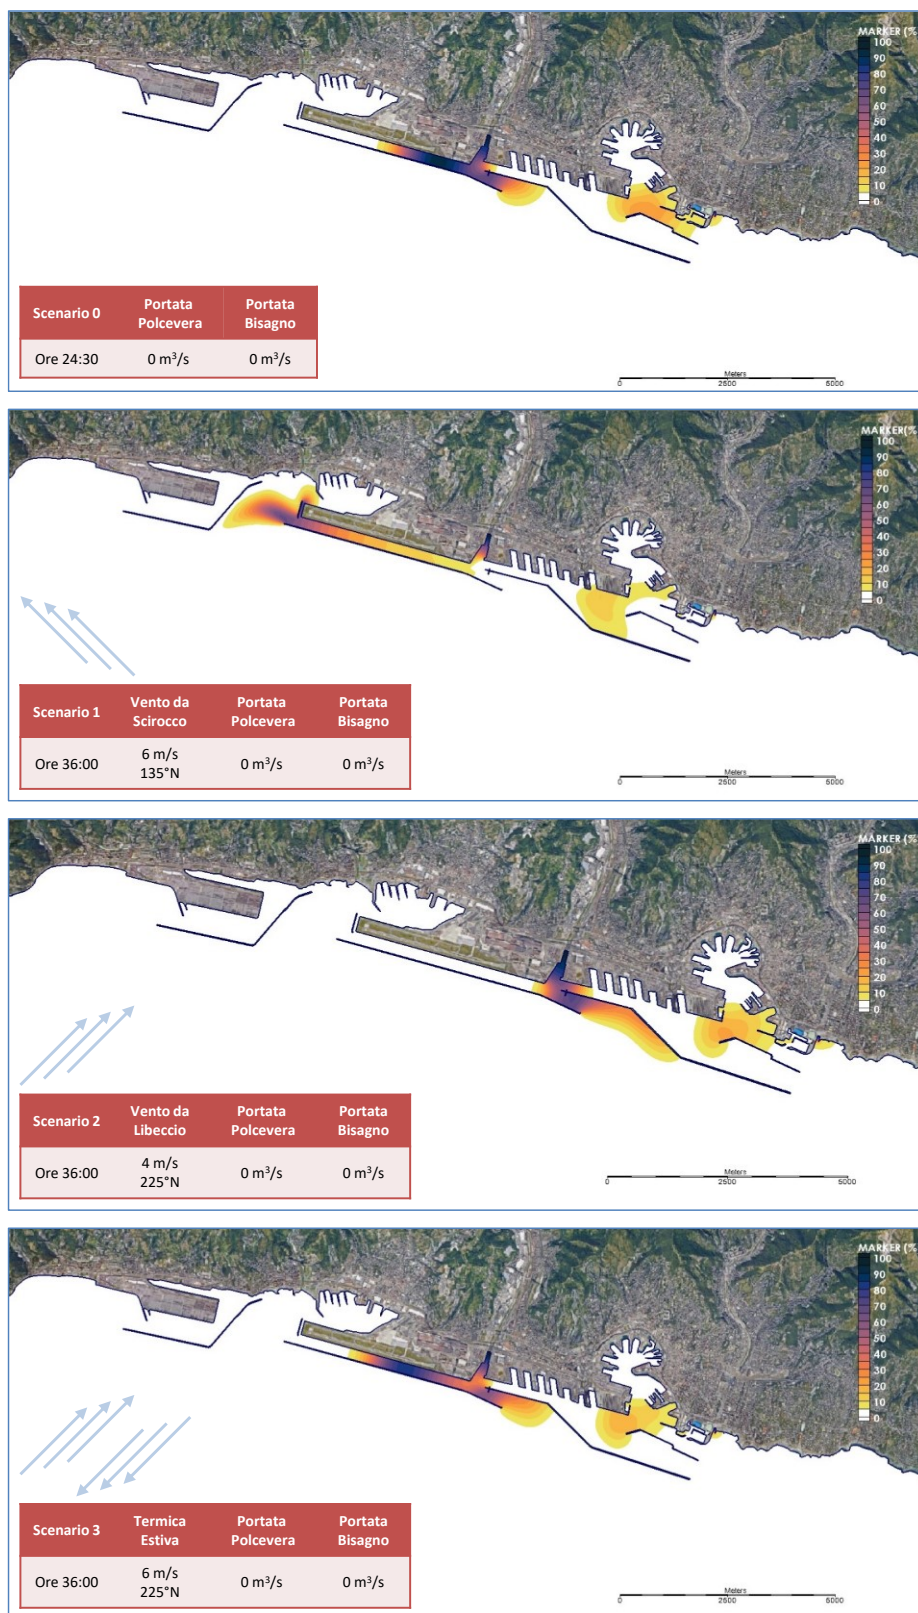 MARKER (%
100
90
80
70
60
50
40
30
20
10
0
Scenario 0 Portata Polcevera Portata Bisagno
Ore 24:30 0 m³/s 0 m³/s
Meters
0 2500 5000
MARKER(%
100
90
80
70
60
50
40
30
20
10
0
Scenario 1 Vento da Scirocco Portata Polcevera Portata Bisagno
Ore 36:00 6 m/s 135°N 0 m³/s 0 m³/s
Meters
0 2500 5000
MARKER (%
100
90
80
70
60
50
40
30
20
10
0
Scenario 2 Vento da Libeccio Portata Polcevera Portata Bisagno
Ore 36:00 4 m/s 225°N 0 m³/s 0 m³/s
Meters
0 2500 5000
MARKER (%
100
90
80
70
60
50
40
30
20
10
0
Scenario 3 Termica Estiva Portata Polcevera Portata Bisagno
Ore 36:00 6 m/s 225°N 0 m³/s 0 m³/s
Meters
0 2500 5000